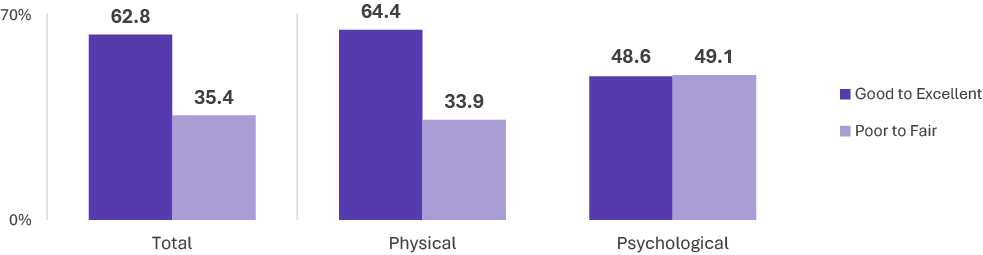 70%
62.8
35.4
64.4
33.9
48.6
49.1
0%
Total
Physical
Psychological
Good to Excellent
Poor to Fair